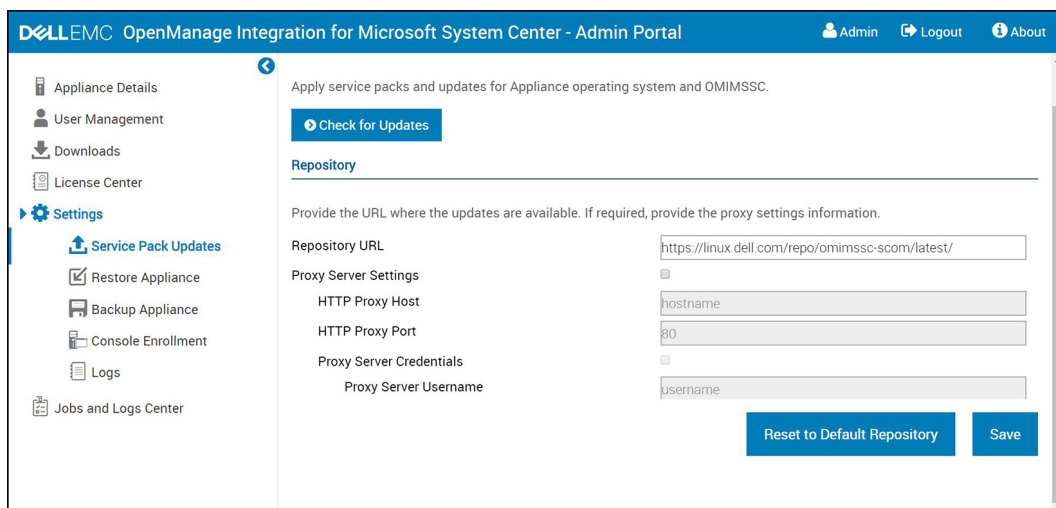 DELLEMC OpenManage Integration for Microsoft System Center - Admin Portal
Admin
Logout
About
Appliance Details
User Management
Downloads
License Center
Settings
Service Pack Updates
Restore Appliance
Backup Appliance
Console Enrollment
Logs
Jobs and Logs Center
Apply service packs and updates for Appliance operating system and OMIMSSC.
Check for Updates
Repository
Provide the URL where the updates are available. If required, provide the proxy settings information.
Repository URL https://linux.dell.com/repo/omimssc-scom/latest/
Proxy Server Settings
HTTP Proxy Host hostname
HTTP Proxy Port 80
Proxy Server Credentials
Proxy Server Username username
Reset to Default Repository
Save